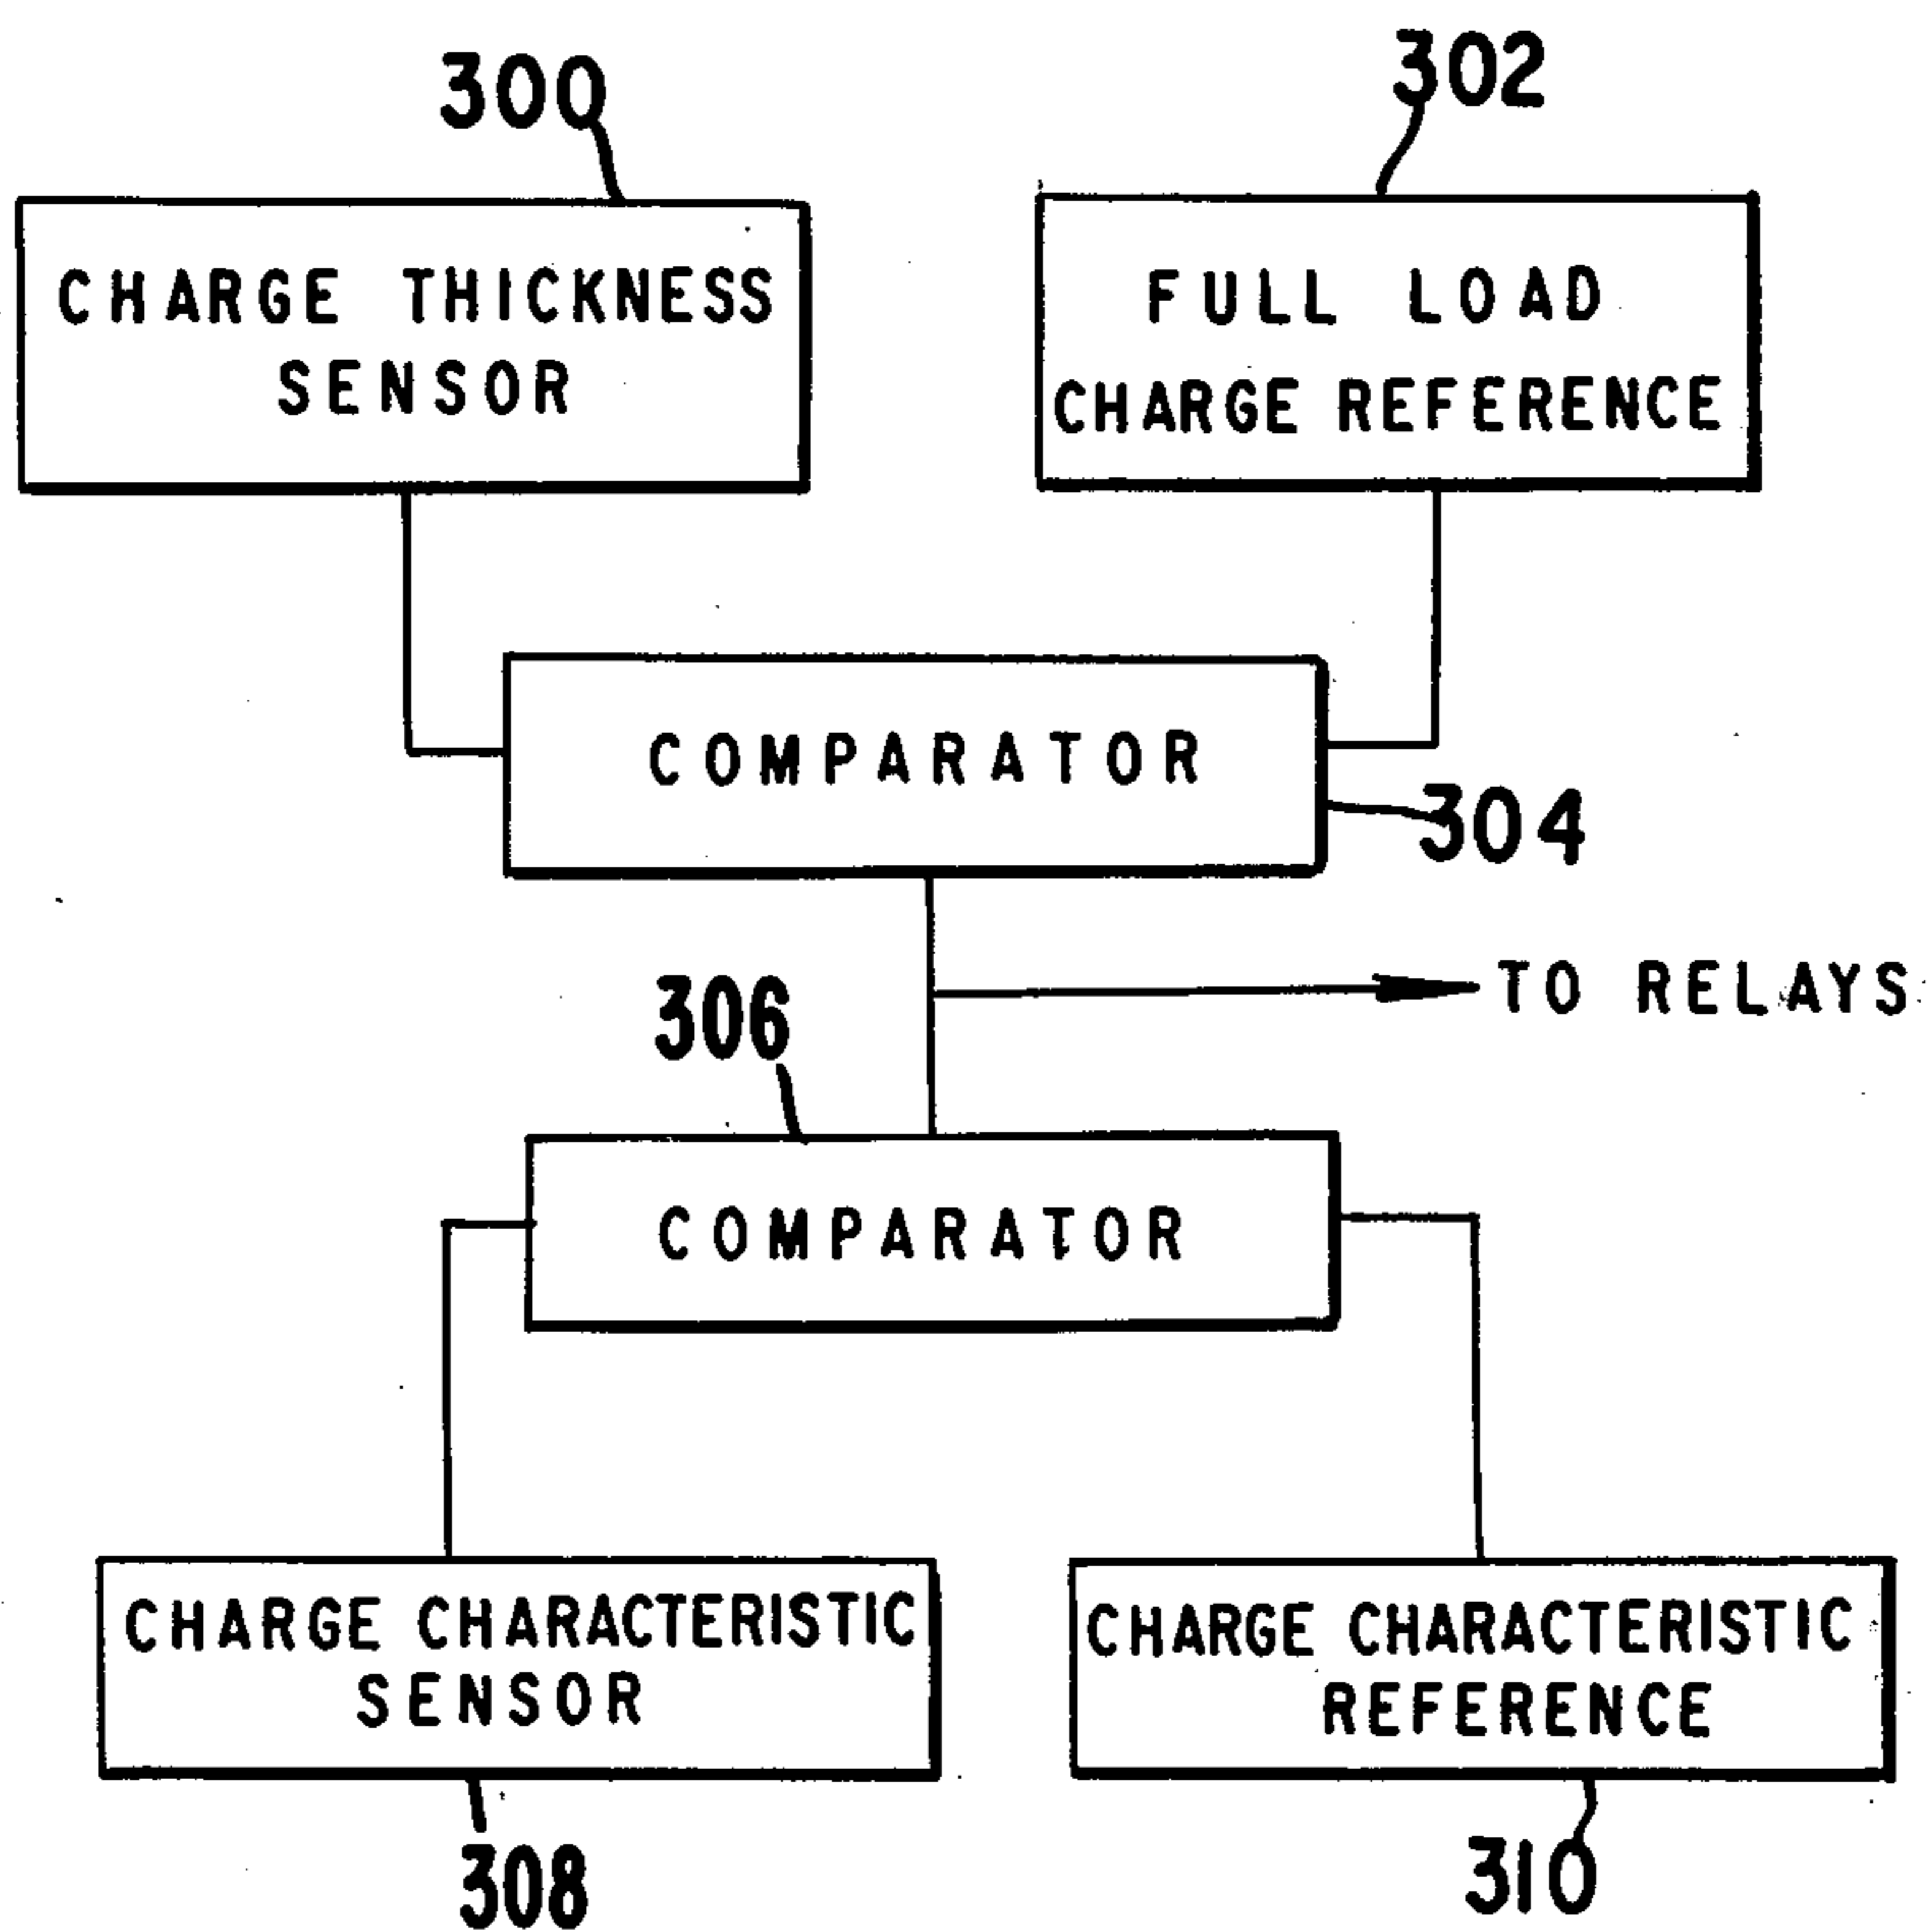 300
302
CHARGE THICKNESS
SENSOR
FULL LOAD
CHARGE REFERENCE
COMPARATOR
304
TO RELAYS
306
COMPARATOR
CHARGE CHARACTERISTIC
SENSOR
CHARGE CHARACTERISTIC
REFERENCE
308
310